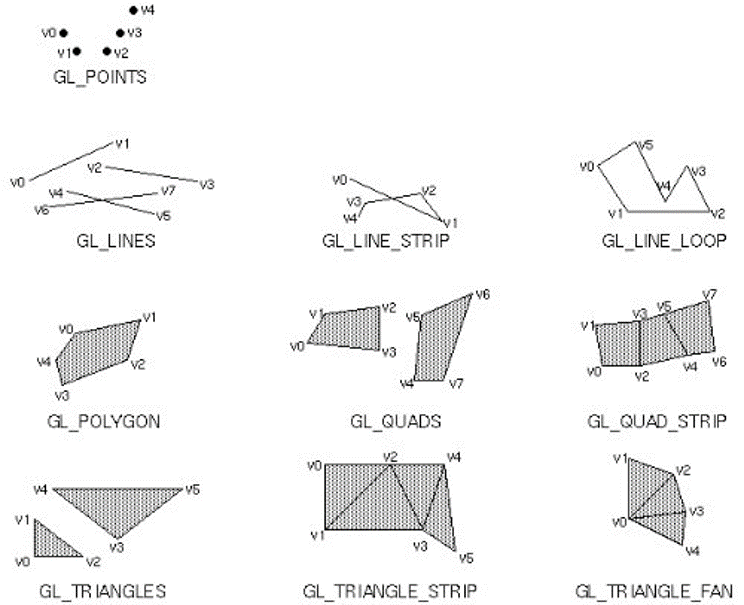 v4
v0 v3
v1 v2
GL_POINTS
v1
v2
v0 v4 v7 v3
v6 v5
GL_LINES
v0
v2
v3
v4
v1
GL_LINE_STRIP
v5
v0
v3
v4
v1 v2
GL_LINE_LOOP
v1
v0
v4 v2
v3
GL_POLYGON
v6
v1 v2 v5
v0 v3
v4 v7
GL_QUADS
v7
v3 v5
v1
v0 v2 v4 v6
GL_QUAD_STRIP
v4 v5
v1
v3
v0 v2
GL_TRIANGLES
v0 v2 v4
v1 v3
v5
GL_TRIANGLE_STRIP
v1
v2
v0 v3
v4
GL_TRIANGLE_FAN